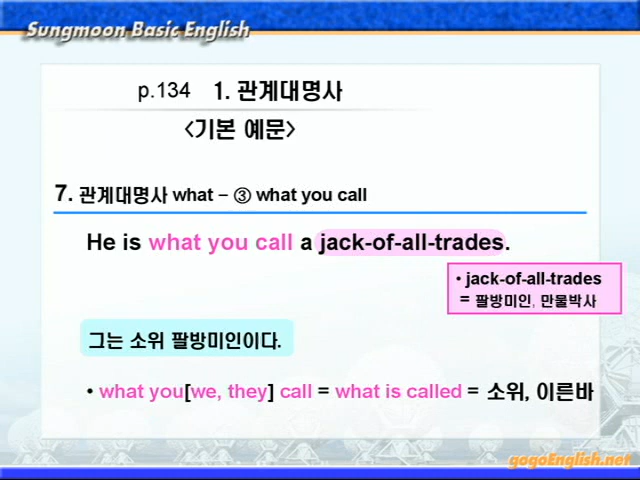 Sungmoon Basic English
p.134 1. 관계대명사
<기본 예문>
7. 관계대명사 what – ③ what you call
He is what you call a jack-of-all-trades.
• jack-of-all-trades
= 팔방미인, 만물박사
그는 소위 팔방미인이다.
• what you[we, they] call = what is called = 소위, 이른바
gogoEnglish.net